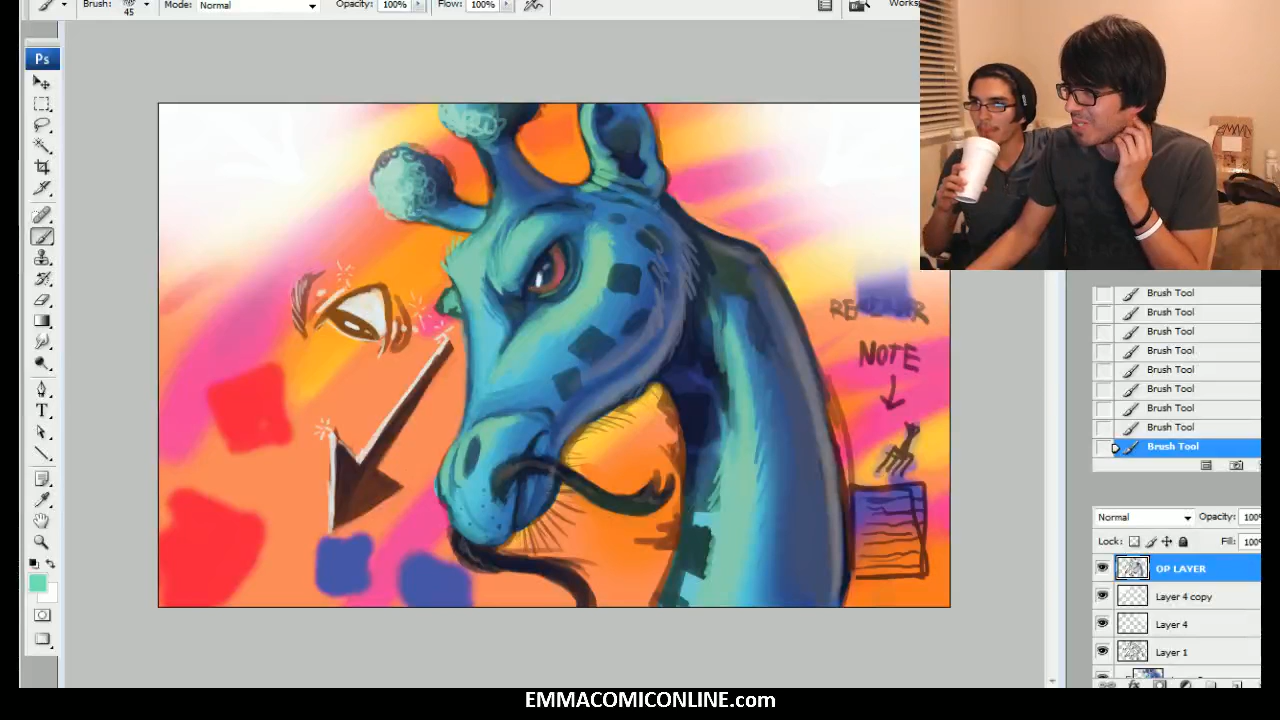 Brush: 45 Mode: Normal Opacity: 100% Flow: 100%
Ps
NOTE
Brush Tool
Brush Tool
Brush Tool
Brush Tool
Brush Tool
Brush Tool
Brush Tool
Brush Tool
Brush Tool
Normal Opacity: 100%
Lock: Fill:
OP LAYER
Layer 4 copy
Layer 4
Layer 1
EMMACOMICONLINE.com